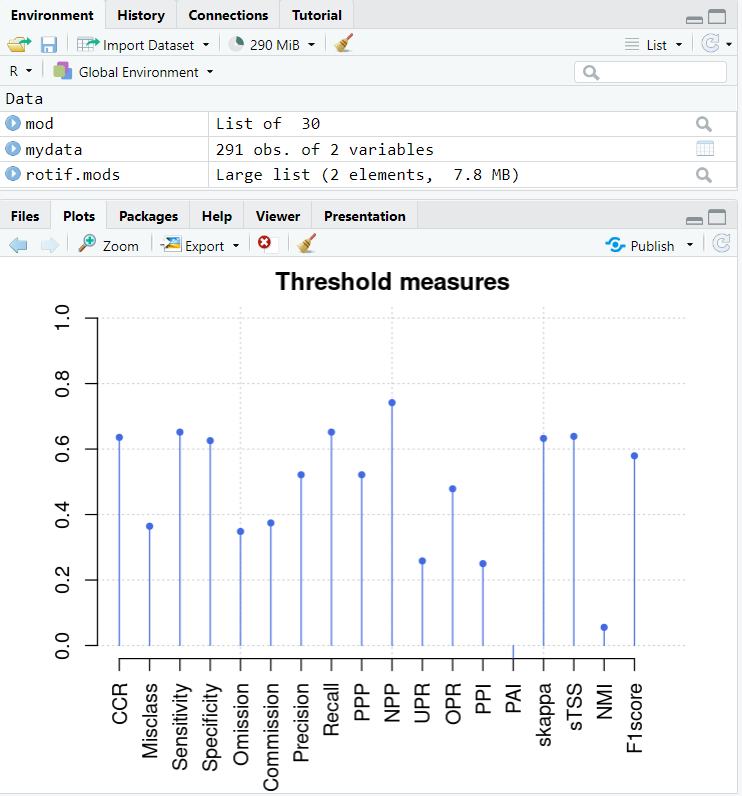 Environment History Connections Tutorial
Import Dataset 290 MiB List
R Global Environment
Data
mod List of  30
mydata 291 obs. of 2 variables
rotif.mods Large list (2 elements,  7.8 MB)
Files Plots Packages Help Viewer Presentation
Zoom Export Publish
Threshold measures
1.0
0.8
0.6
0.4
0.2
0.0
CCR
Misclass
Sensitivity
Specificity
Omission
Commission
Precision
Recall
PPP
NPP
UPR
OPR
PPI
PAI
skappa
sTSS
NMI
F1score